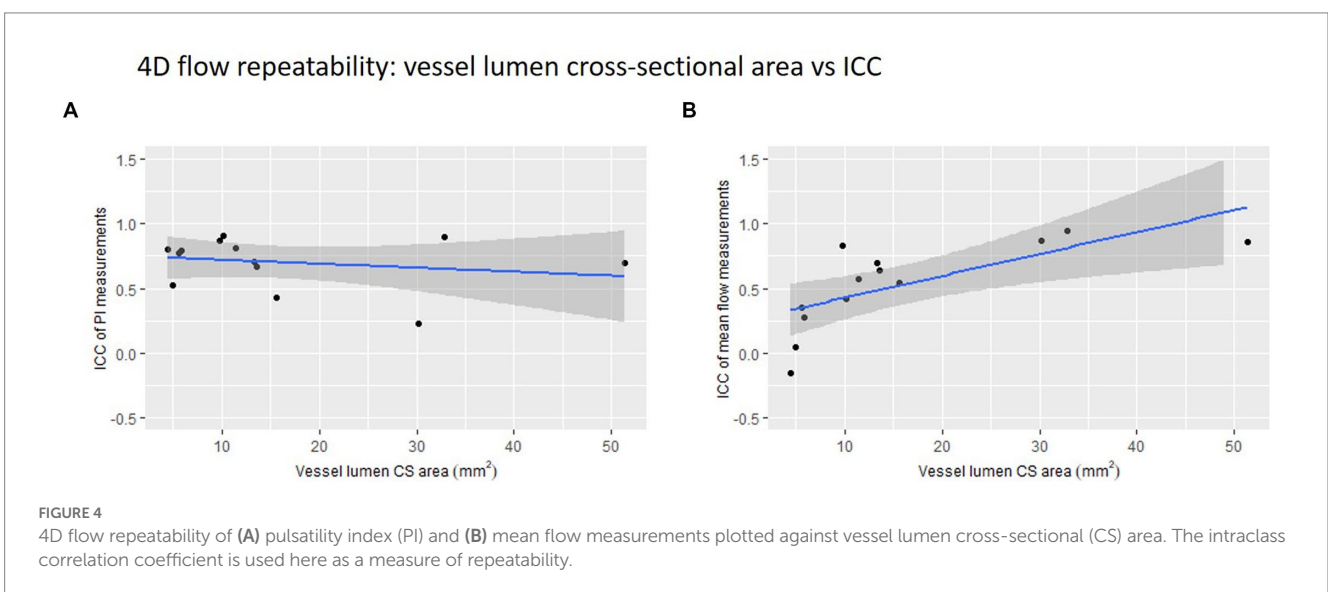 4D flow repeatability: vessel lumen cross-sectional area vs ICC
A
ICC of PI measurements
1.5
1.0
0.5
0.0
-0.5
10 20 30 40 50
Vessel lumen CS area (mm²)
B
ICC of mean flow measurements
1.5
1.0
0.5
0.0
-0.5
10 20 30 40 50
Vessel lumen CS area (mm²)
FIGURE 4
4D flow repeatability of (A) pulsatility index (PI) and (B) mean flow measurements plotted against vessel lumen cross-sectional (CS) area. The intraclass
correlation coefficient is used here as a measure of repeatability.